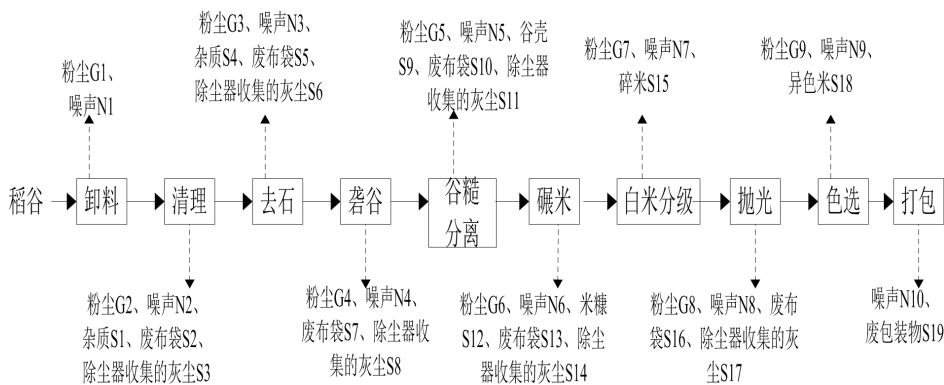 粉尘G1、
噪声N1
粉尘G3、噪声N3、
杂质S4、废布袋S5、
除尘器收集的灰尘S6
粉尘G5、噪声N5、谷壳
S9、废布袋S10、除尘器
收集的灰尘S11
粉尘G7、噪声N7、
碎米S15
粉尘G9、噪声N9、
异色米S18
稻谷
卸料
清理
去石
砻谷
谷糙
分离
碾米
白米分级
抛光
色选
打包
粉尘G2、噪声N2、
杂质S1、废布袋S2、
除尘器收集的灰尘S3
粉尘G4、噪声N4、
废布袋S7、除尘器收
集的灰尘S8
粉尘G6、噪声N6、米糠
S12、废布袋S13、除尘
器收集的灰尘S14
粉尘G8、噪声N8、废布
袋S16、除尘器收集的灰
尘S17
噪声N10、
废包装物S19